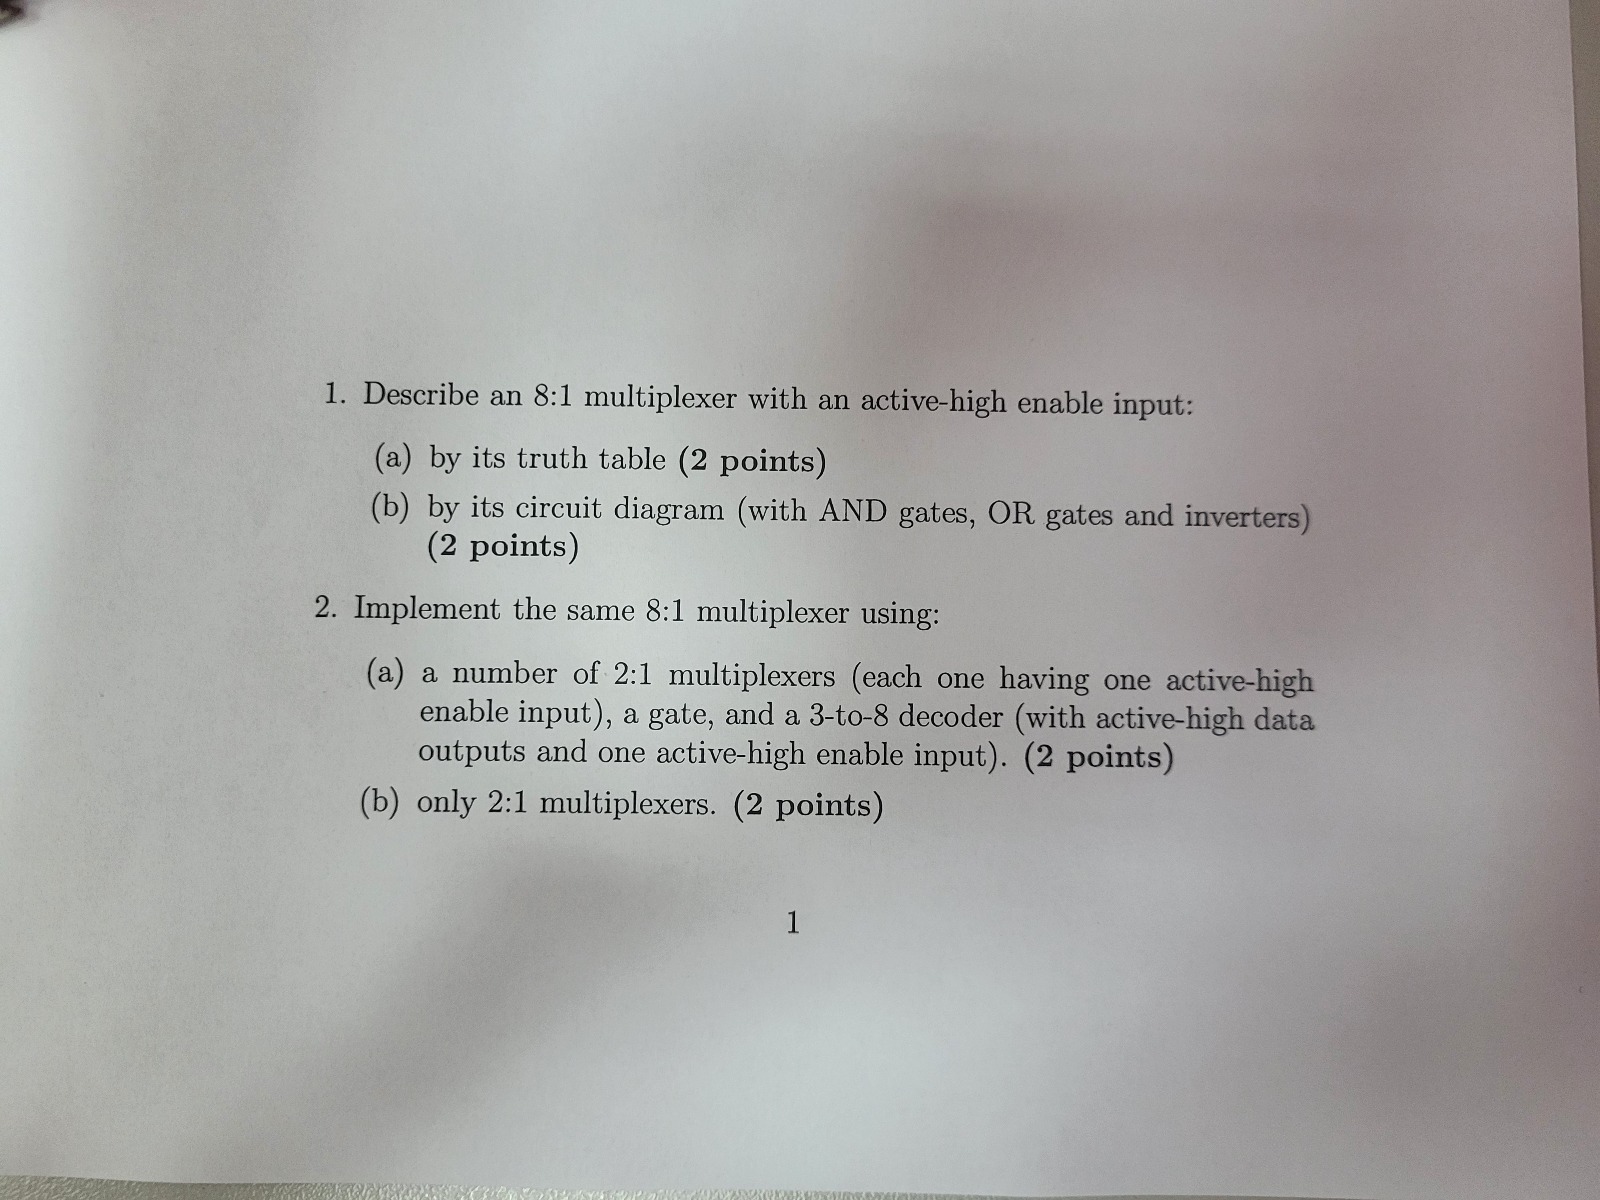 1. Describe an 8:1 multiplexer with an active-high enable input:
(a) by its truth table (2 points)
(b) by its circuit diagram (with AND gates, OR gates and inverters)
(2 points)
2. Implement the same 8:1 multiplexer using:
(a) a number of 2:1 multiplexers (each one having one active-high
enable input), a gate, and a 3-to-8 decoder (with active-high data
outputs and one active-high enable input). (2 points)
(b) only 2:1 multiplexers. (2 points)
1